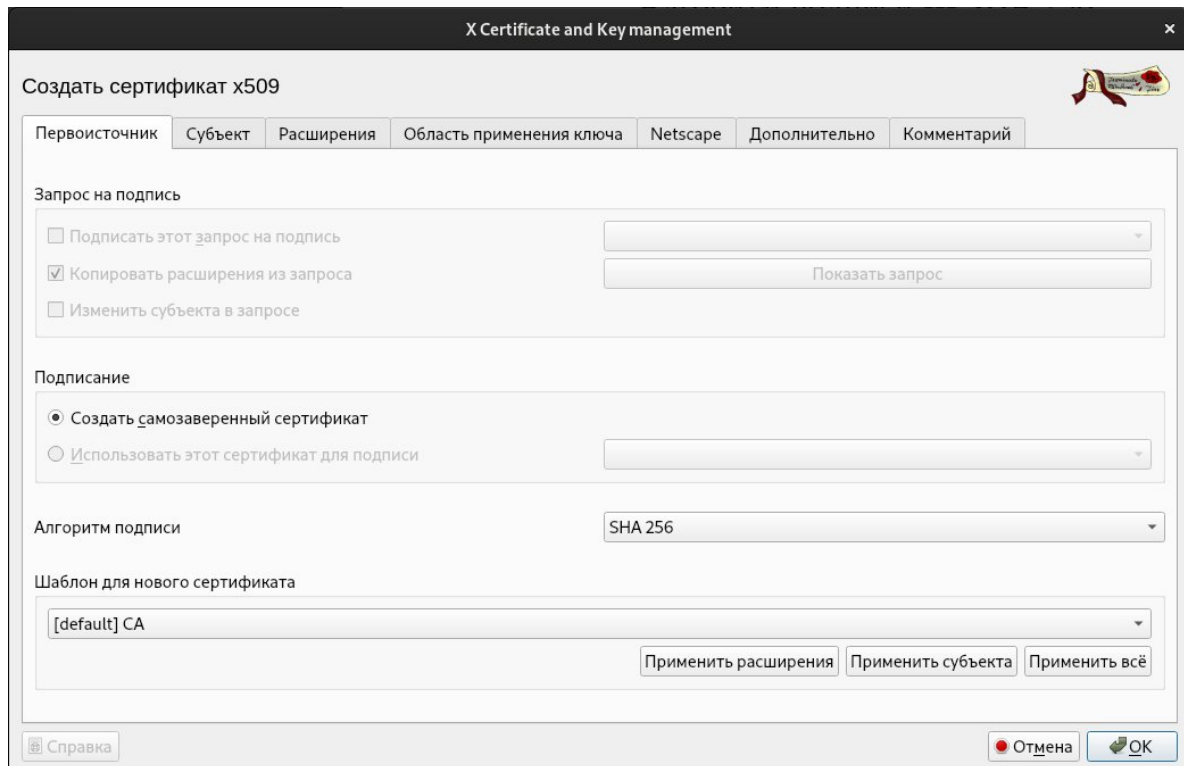 X Certificate and Key management
Создать сертификат x509
Первоисточник Субъект Расширения Область применения ключа Netscape Дополнительно Комментарий
Запрос на подпись
Подписать этот запрос на подпись
Копировать расширения из запроса Показать запрос
Изменить субъекта в запросе
Подписание
Создать самозаверенный сертификат
Использовать этот сертификат для подписи
Алгоритм подписи SHA 256
Шаблон для нового сертификата
[default] CA
Применить расширения Применить субъекта Применить всё
Справка Отмена OK